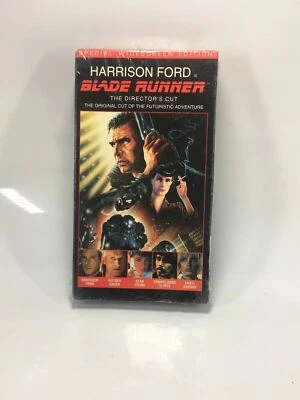 SPECIAL WIDESCREEN EDITION
HARRISON FORD
BLADE RUNNER
THE DIRECTOR'S CUT
THE ORIGINAL CUT OF THE FUTURISTIC ADVENTURE
HARRISON RUTGER SEAN EDWARD JAMES DARYL
FORD HAUER YOUNG OLMOS HANNAH